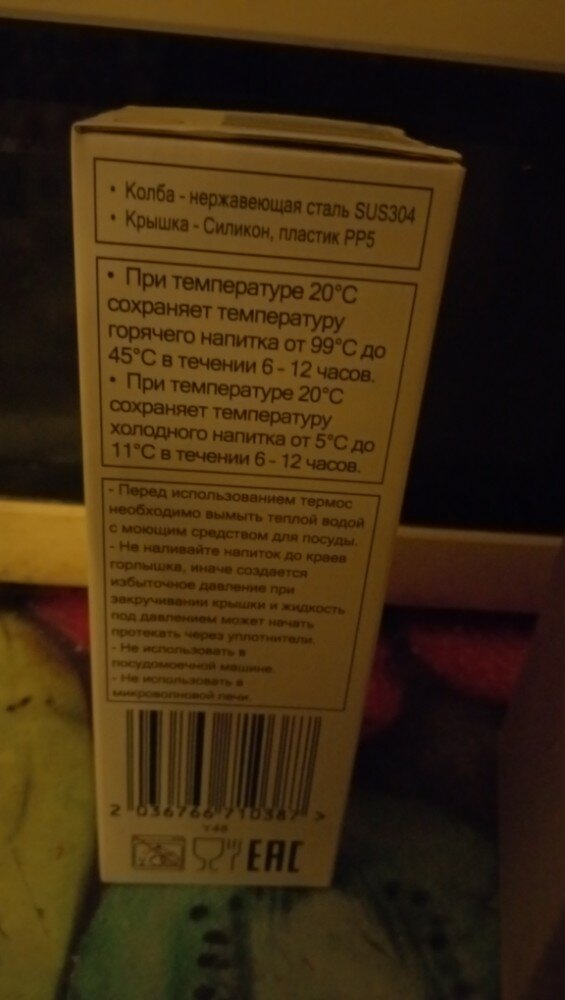 • Колба - нержавеющая сталь SUS304
• Крышка - Силикон, пластик PP5
• При температуре 20°C
сохраняет температуру
горячего напитка от 99°C до
45°C в течении 6 - 12 часов.
• При температуре 20°C
сохраняет температуру
холодного напитка от 5°C до
11°C в течении 6 - 12 часов.
- Перед использованием термос
необходимо вымыть теплой водой
с моющим средством для посуды.
- Не наливайте напиток до краев
горлышка, иначе создается
избыточное давление при
закручивании крышки и жидкость
под давлением может начать
протекать через уплотнители.
- Не использовать в
посудомоечной машине.
- Не использовать в
микроволновой печи.
2 036766 710387 >
Y48
EAC